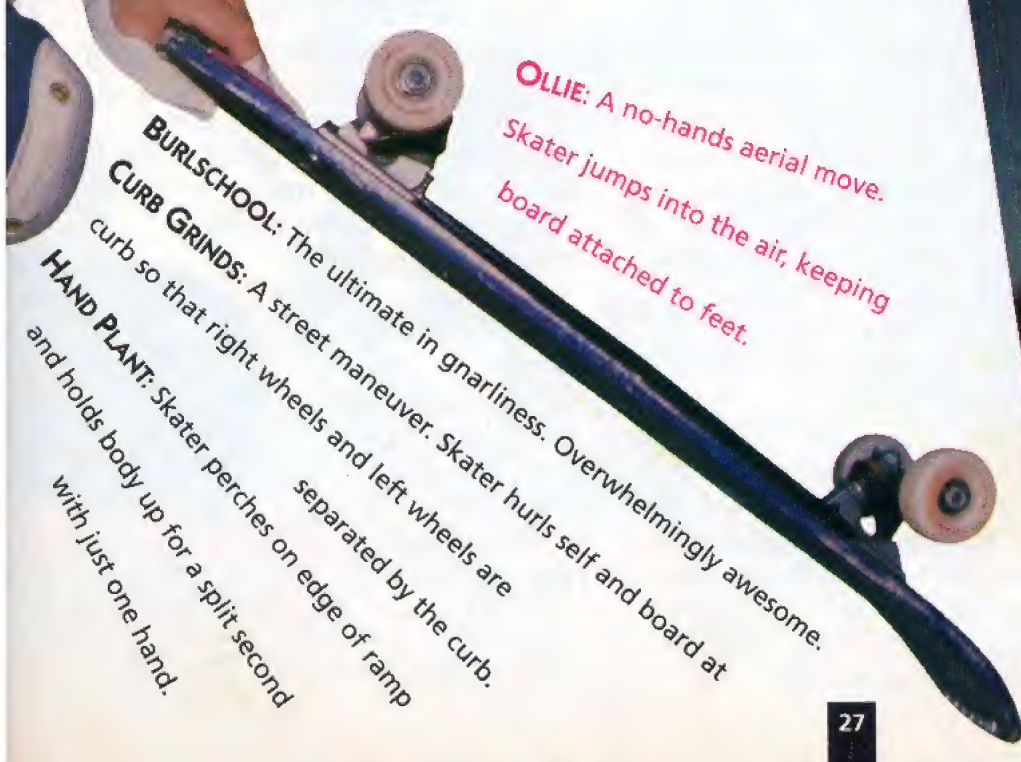 OLLIE: A no-hands aerial move.
Skater jumps into the air, keeping
board attached to feet.
BURLSCHOOL: The ultimate in gnarliness. Overwhelmingly awesome.
CURB GRINDS: A street maneuver. Skater hurls self and board at
curb so that right wheels and left wheels are
separated by the curb.
HAND PLANT: Skater perches on edge of ramp
and holds body up for a split second
with just one hand.
27